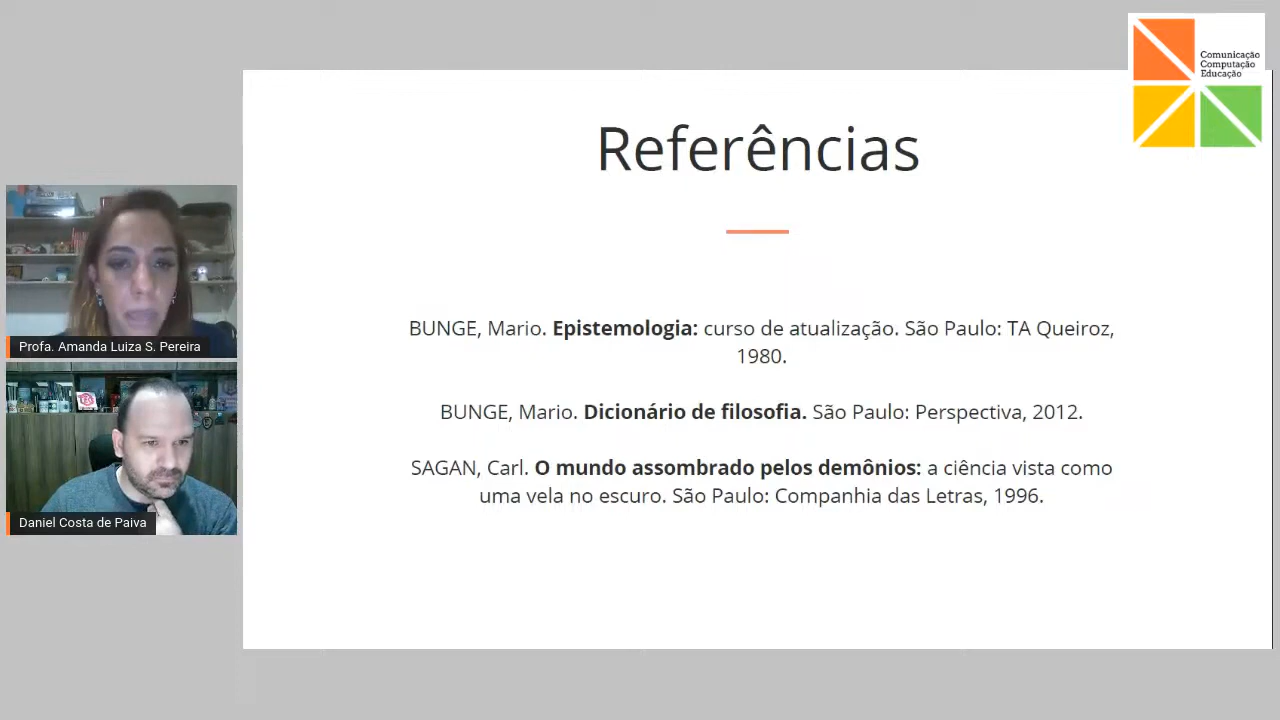 Comunicação
Computação
Educação
Referências
BUNGE, Mario. Epistemologia: curso de atualização. São Paulo: TA Queiroz,
1980.
BUNGE, Mario. Dicionário de filosofia. São Paulo: Perspectiva, 2012.
SAGAN, Carl. O mundo assombrado pelos demônios: a ciência vista como
uma vela no escuro. São Paulo: Companhia das Letras, 1996.
Profa. Amanda Luiza S. Pereira
Daniel Costa de Paiva